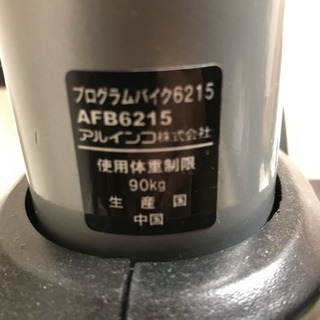 プログラムバイク6215
AFB6215
アルインコ株式会社
使用体重制限
90kg
生産国
中国